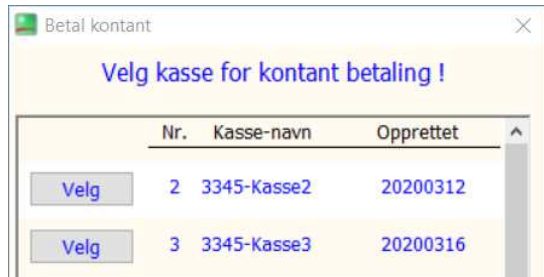 Betal kontant
Velg kasse for kontant betaling !
Nr. Kasse-navn Opprettet
Velg 2 3345-Kasse2 20200312
Velg 3 3345-Kasse3 20200316